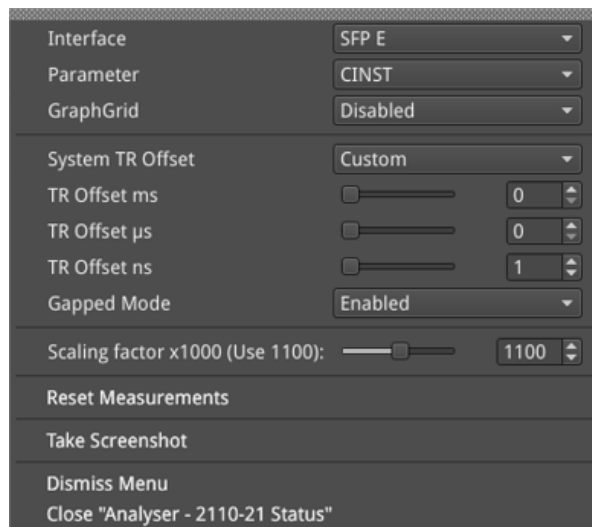 Interface SFP E
Parameter CINST
GraphGrid Disabled
System TR Offset Custom
TR Offset ms 0
TR Offset µs 0
TR Offset ns 1
Gapped Mode Enabled
Scaling factor x1000 (Use 1100): 1100
Reset Measurements
Take Screenshot
Dismiss Menu
Close "Analyser - 2110-21 Status"